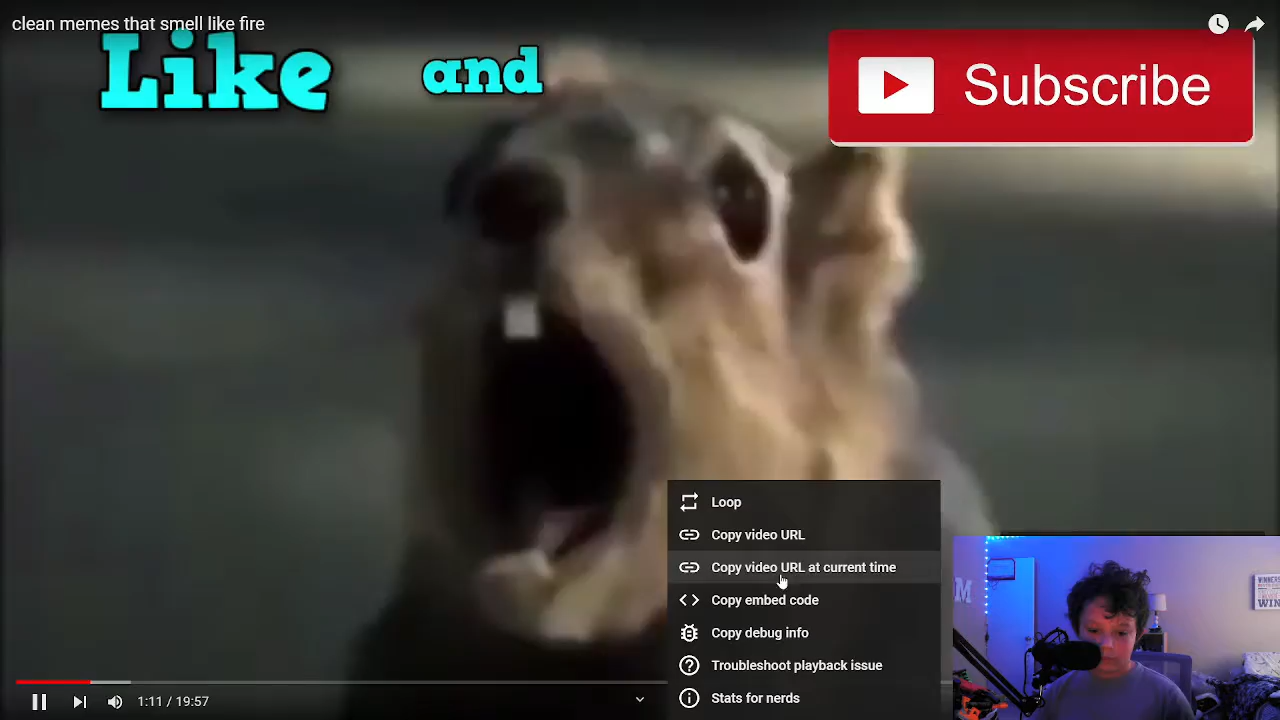 clean memes that smell like fire
Like and
Subscribe
Loop
Copy video URL
Copy video URL at current time
Copy embed code
Copy debug info
Troubleshoot playback issue
Stats for nerds
1:11 / 19:57
M
WIN